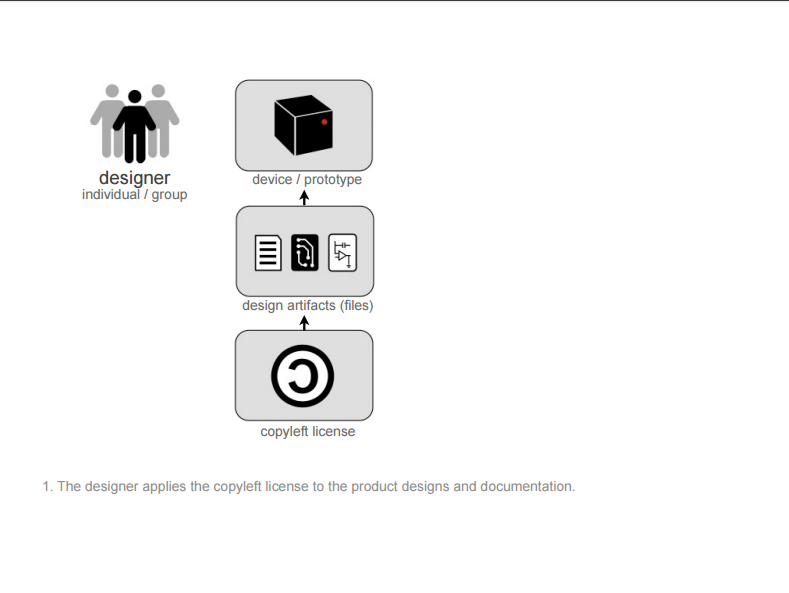 designer
individual / group
device / prototype
design artifacts (files)
copyleft license
1. The designer applies the copyleft license to the product designs and documentation.